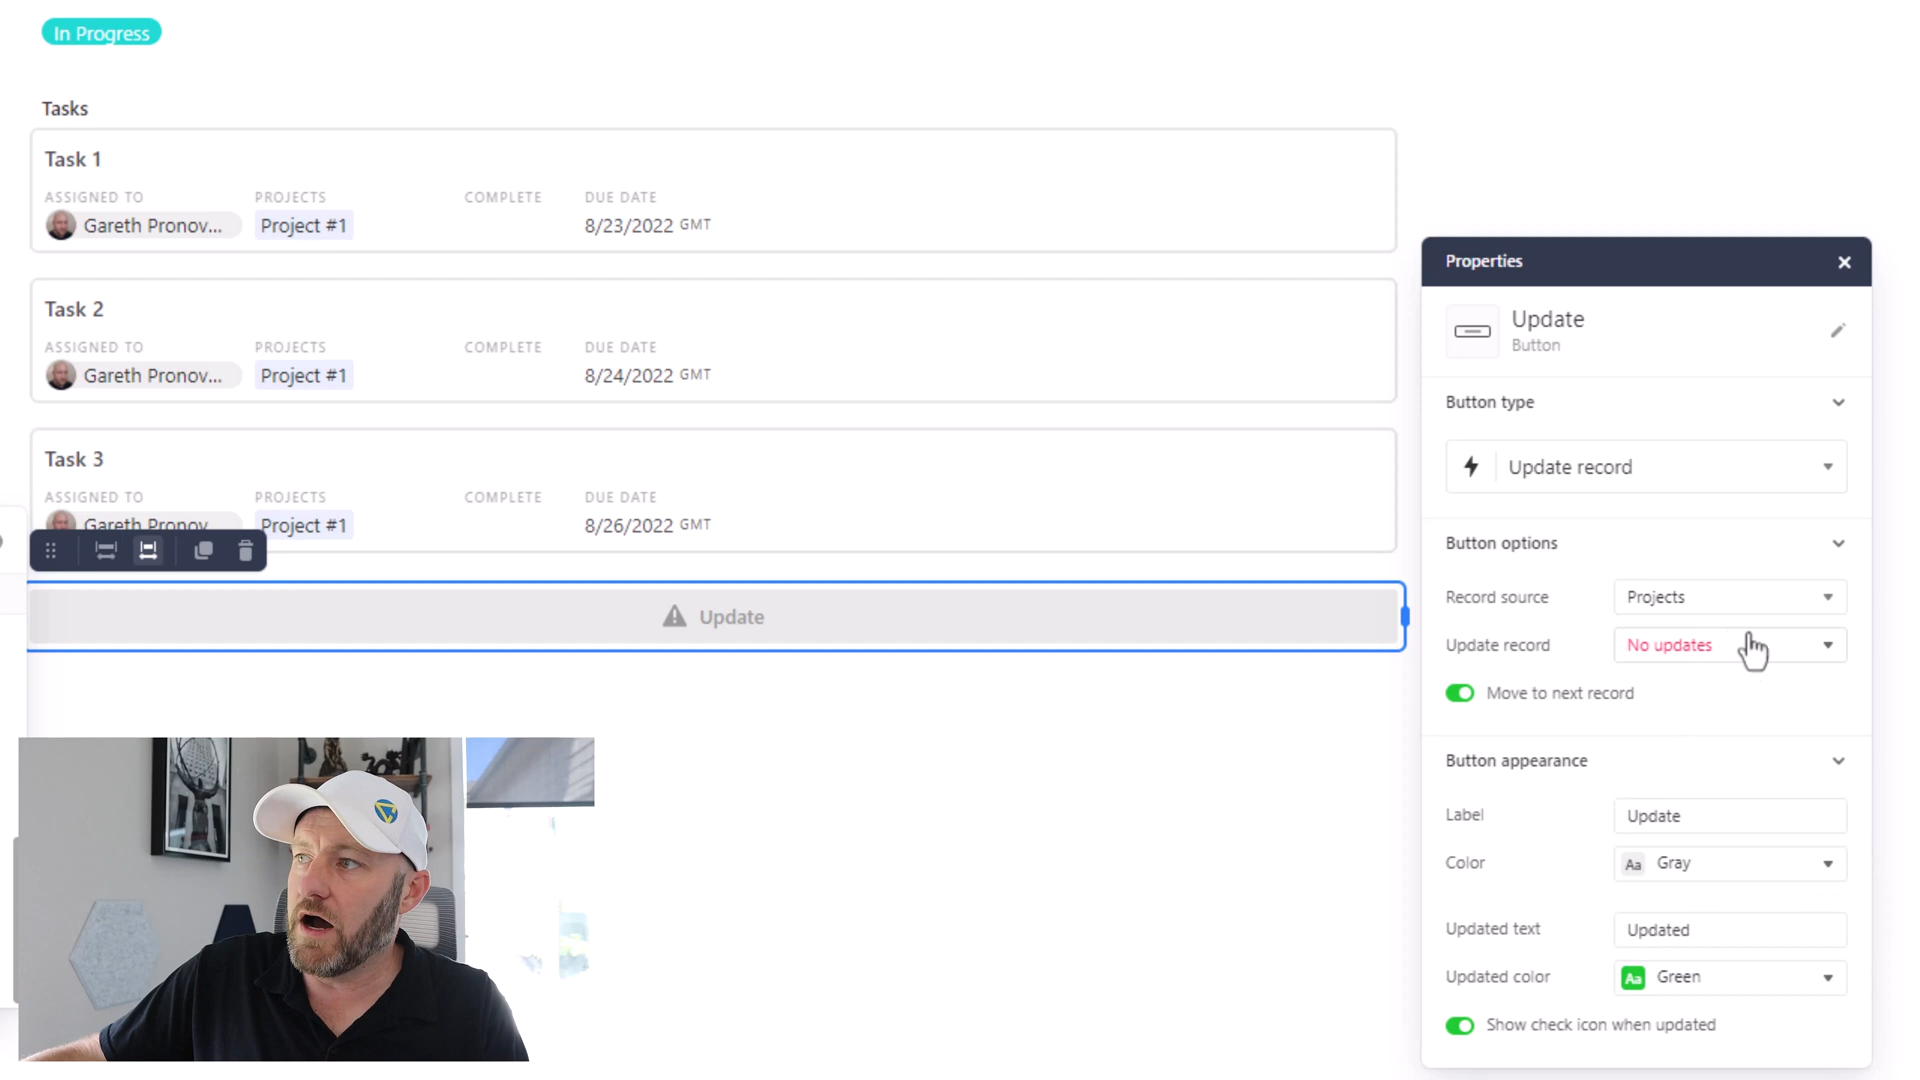 In Progress
Tasks
Task 1
ASSIGNED TO PROJECTS COMPLETE DUE DATE
Gareth Pronov... Project #1 8/23/2022 GMT
Task 2
ASSIGNED TO PROJECTS COMPLETE DUE DATE
Gareth Pronov... Project #1 8/24/2022 GMT
Task 3
ASSIGNED TO PROJECTS COMPLETE DUE DATE
Gareth Pronov Project #1 8/26/2022 GMT
Update
Properties
Update
Button
Button type
Update record
Button options
Record source Projects
Update record No updates
Move to next record
Button appearance
Label Update
Color Aa Gray
Updated text Updated
Updated color Aa Green
Show check icon when updated